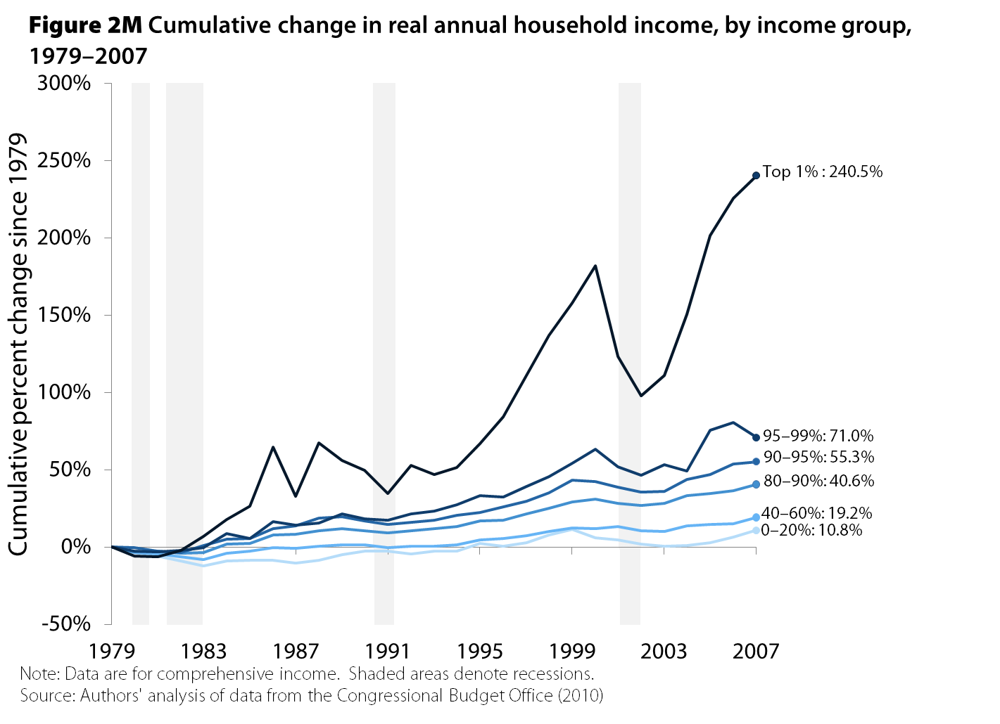 Figure 2M Cumulative change in real annual household income, by income group,
1979–2007
300%
250%
200%
150%
100%
50%
0%
-50%
Cumulative percent change since 1979
Top 1% : 240.5%
95–99%: 71.0%
90–95%: 55.3%
80–90%: 40.6%
40–60%: 19.2%
0–20%: 10.8%
1979 1983 1987 1991 1995 1999 2003 2007
Note: Data are for comprehensive income. Shaded areas denote recessions.
Source: Authors' analysis of data from the Congressional Budget Office (2010)